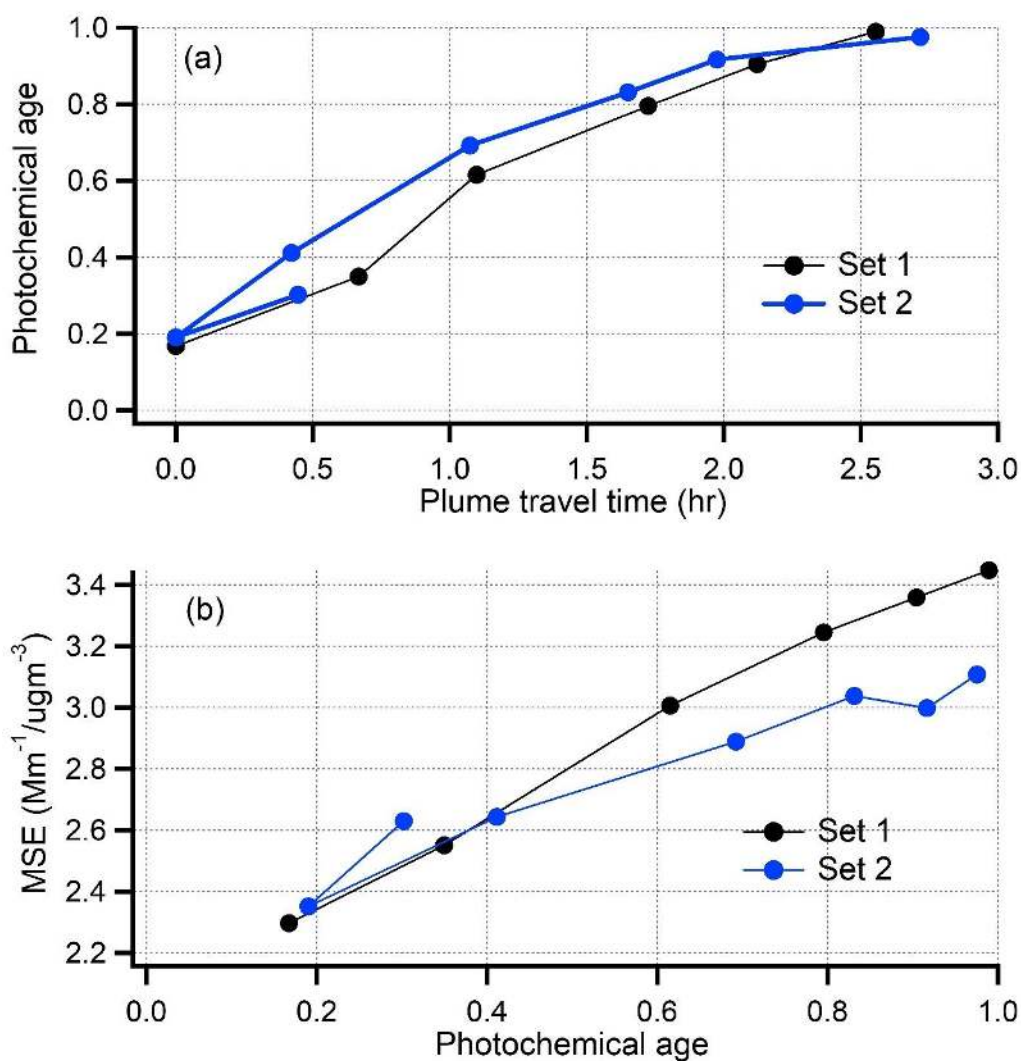 (a)
Photochemical age
1.0
0.8
0.6
0.4
0.2
0.0
Set 1
Set 2
0.0 0.5 1.0 1.5 2.0 2.5 3.0
Plume travel time (hr)
(b)
MSE (Mm⁻¹/ugm⁻³)
3.4
3.2
3.0
2.8
2.6
2.4
2.2
Set 1
Set 2
0.0 0.2 0.4 0.6 0.8 1.0
Photochemical age